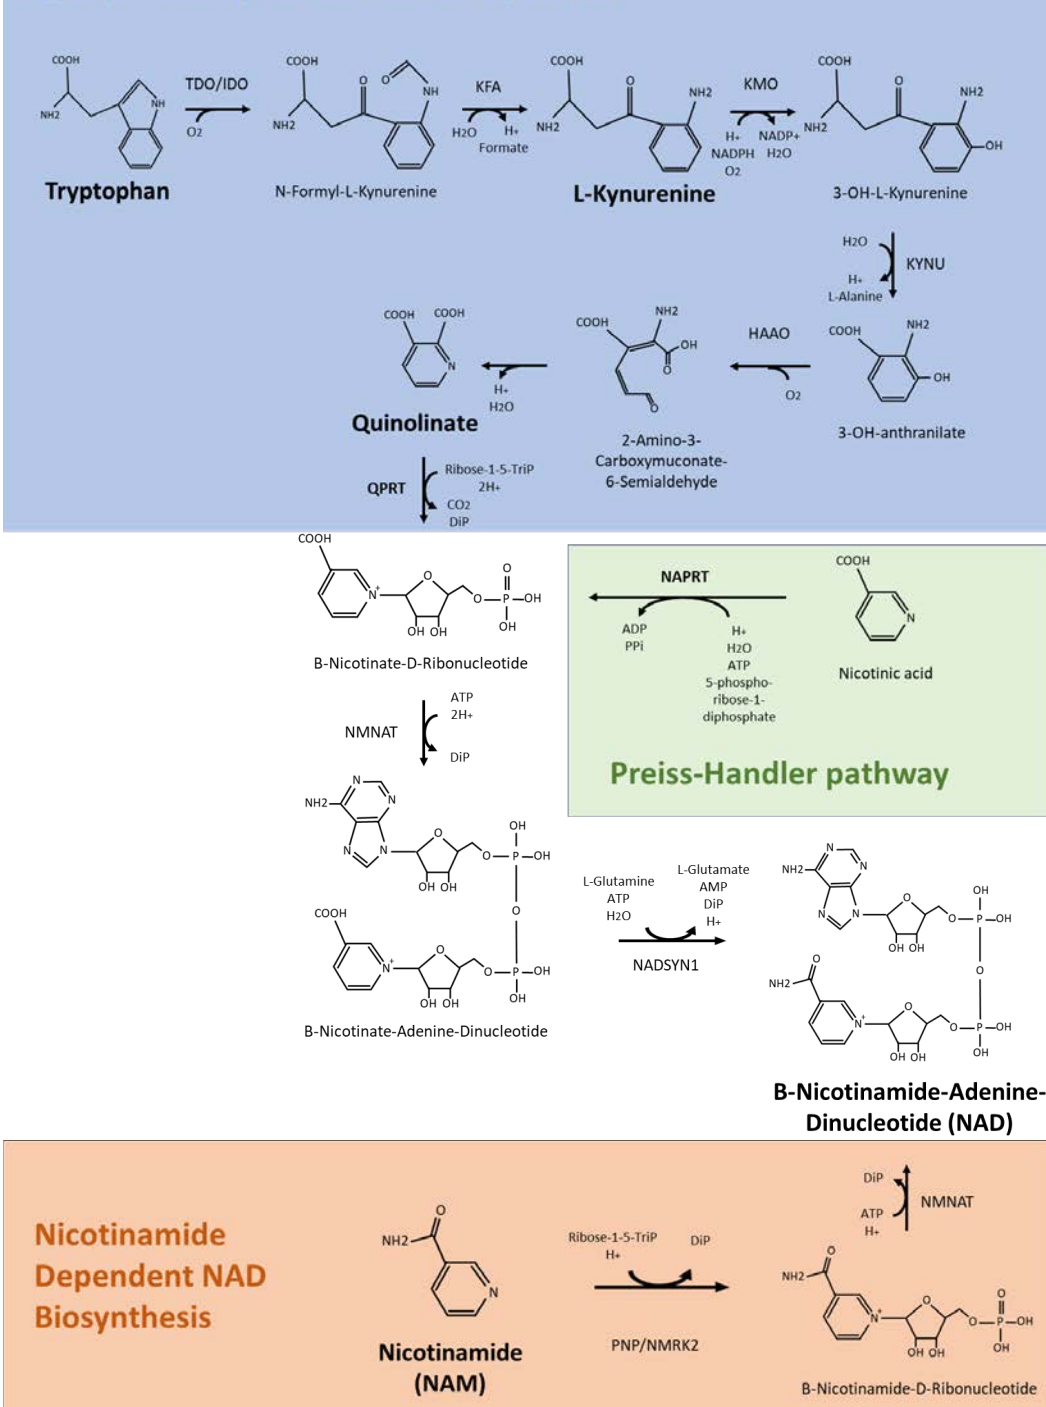 COOH
NH2
NH
Tryptophan
TDO/IDO
O2
COOH
NH2
O
O
NH
N-Formyl-L-Kynurenine
KFA
H2O
H+
Formate
COOH
NH2
O
NH2
L-Kynurenine
KMO
H+
NADPH
O2
NADP+
H2O
COOH
NH2
O
NH2
OH
3-OH-L-Kynurenine
H2O
KYNU
H+
L-Alanine
COOH
NH2
OH
3-OH-anthranilate
HAAO
O2
COOH
NH2
OH
O
O
2-Amino-3-
Carboxymuconate-
6-Semialdehyde
H+
H2O
COOH
COOH
N
Quinolinate
QPRT
Ribose-1-5-TriP
2H+
CO2
DiP
COOH
N+
O
OH OH
O
O
P
OH
OH
B-Nicotinate-D-Ribonucleotide
NAPRT
ADP
PPi
H+
H2O
ATP
5-phospho-
ribose-1-
diphosphate
COOH
N
Nicotinic acid
Preiss-Handler pathway
NMNAT
ATP
2H+
DiP
NH2
N
N
N
N
O
OH OH
O
OH
P
OH
O
COOH
N+
O
OH OH
O
P
OH
OH
B-Nicotinate-Adenine-Dinucleotide
L-Glutamine
ATP
H2O
L-Glutamate
AMP
DiP
H+
NADSYN1
NH2
N
N
N
N
O
OH OH
O
OH
P
OH
O
O
NH2
N+
O
OH OH
O
P
OH
OH
B-Nicotinamide-Adenine-
Dinucleotide (NAD)
Nicotinamide
Dependent NAD
Biosynthesis
O
NH2
N
Nicotinamide
(NAM)
Ribose-1-5-TriP
H+
DiP
PNP/NMRK2
DiP
ATP
H+
NMNAT
O
NH2
N+
O
OH OH
O
O
P
OH
OH
B-Nicotinamide-D-Ribonucleotide